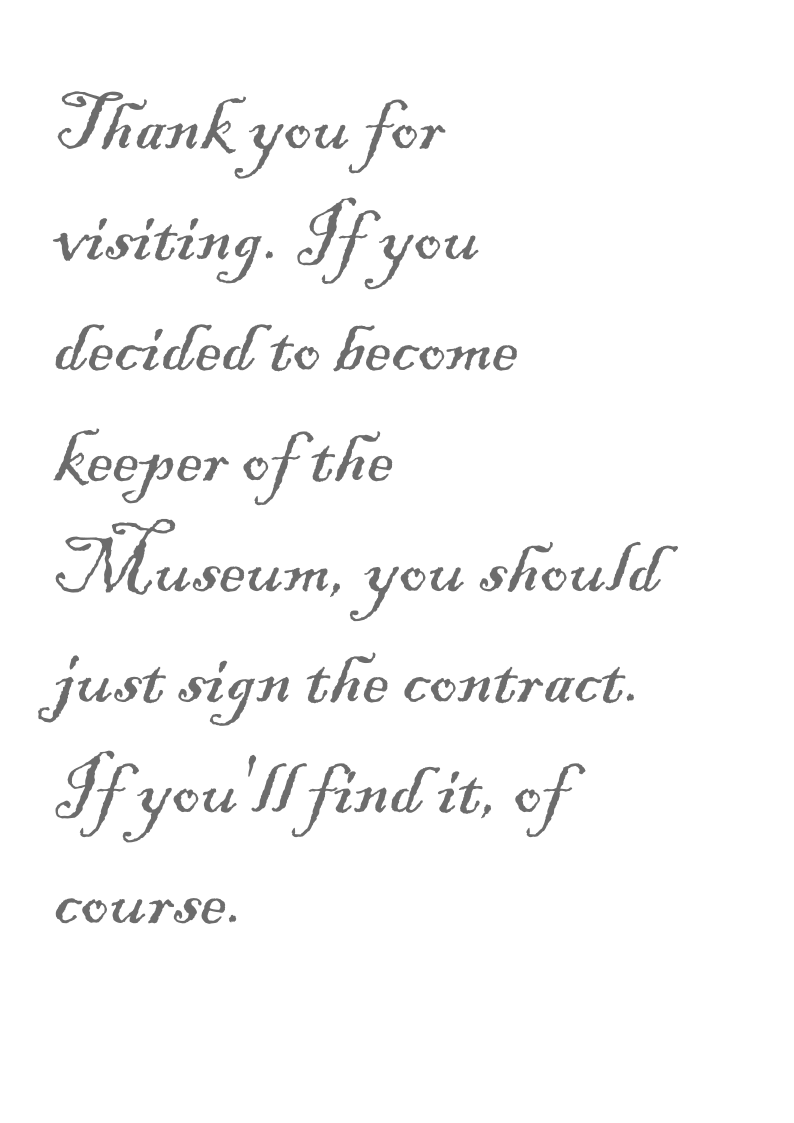 Thank you for
visiting. If you
decided to become
keeper of the
Museum, you should
just sign the contract.
If you'll find it, of
course.